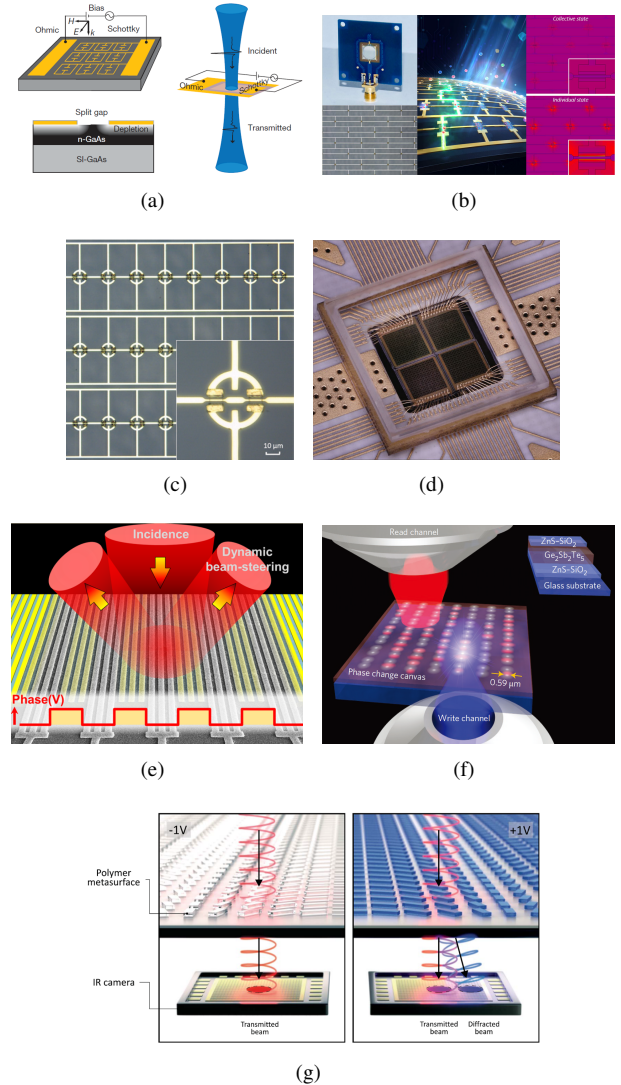 Bias
H
E
k
Ohmic
Schottky
Split gap
Depletion
n-GaAs
SI-GaAs
Incident
Ohmic
Schottky
Transmitted
(a)
Collective state
Individual state
(b)
10 µm
(c)
(d)
Incidence
Dynamic
beam-steering
Phase(V)
(e)
Read channel
ZnS-SiO₂
Ge₂Sb₂Te₅
ZnS-SiO₂
Glass substrate
Phase change canvas
0.59 µm
Write channel
(f)
-1V
+1V
Polymer
metasurface
IR camera
Transmitted
beam
Transmitted
beam
Diffracted
beam
(g)